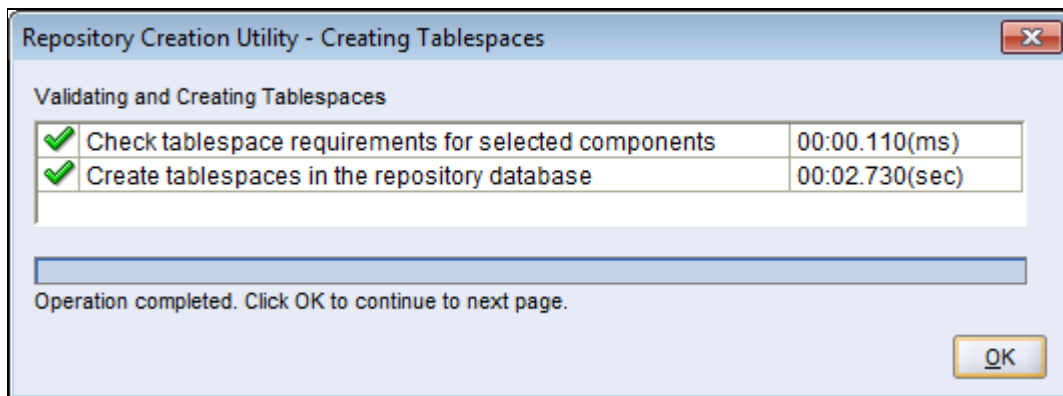 Repository Creation Utility - Creating Tablespaces
Validating and Creating Tablespaces
Check tablespace requirements for selected components 00:00.110(ms)
Create tablespaces in the repository database 00:02.730(sec)
Operation completed. Click OK to continue to next page.
OK